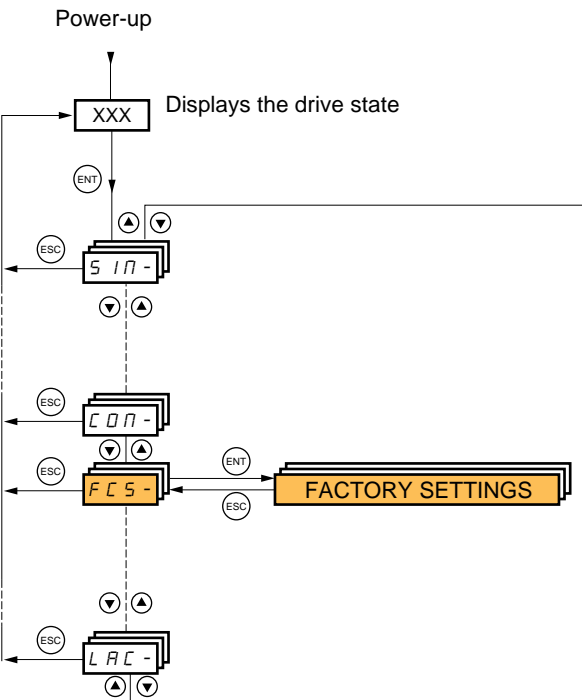 Power-up
XXX
Displays the drive state
ENT
ESC
SIM-
ESC
COM-
ESC
FCS-
ENT
ESC
FACTORY SETTINGS
ESC
LAC-